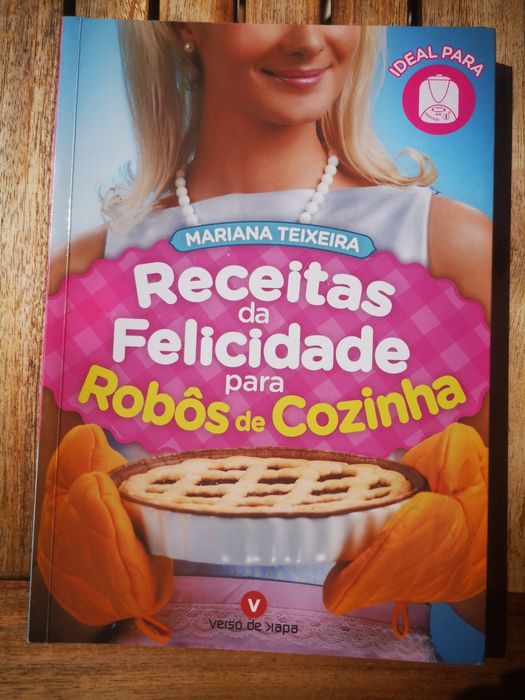 IDEAL PARA
MARIANA TEIXEIRA
Receitas
da
Felicidade
para
Robôs de Cozinha
V
verso de kapa